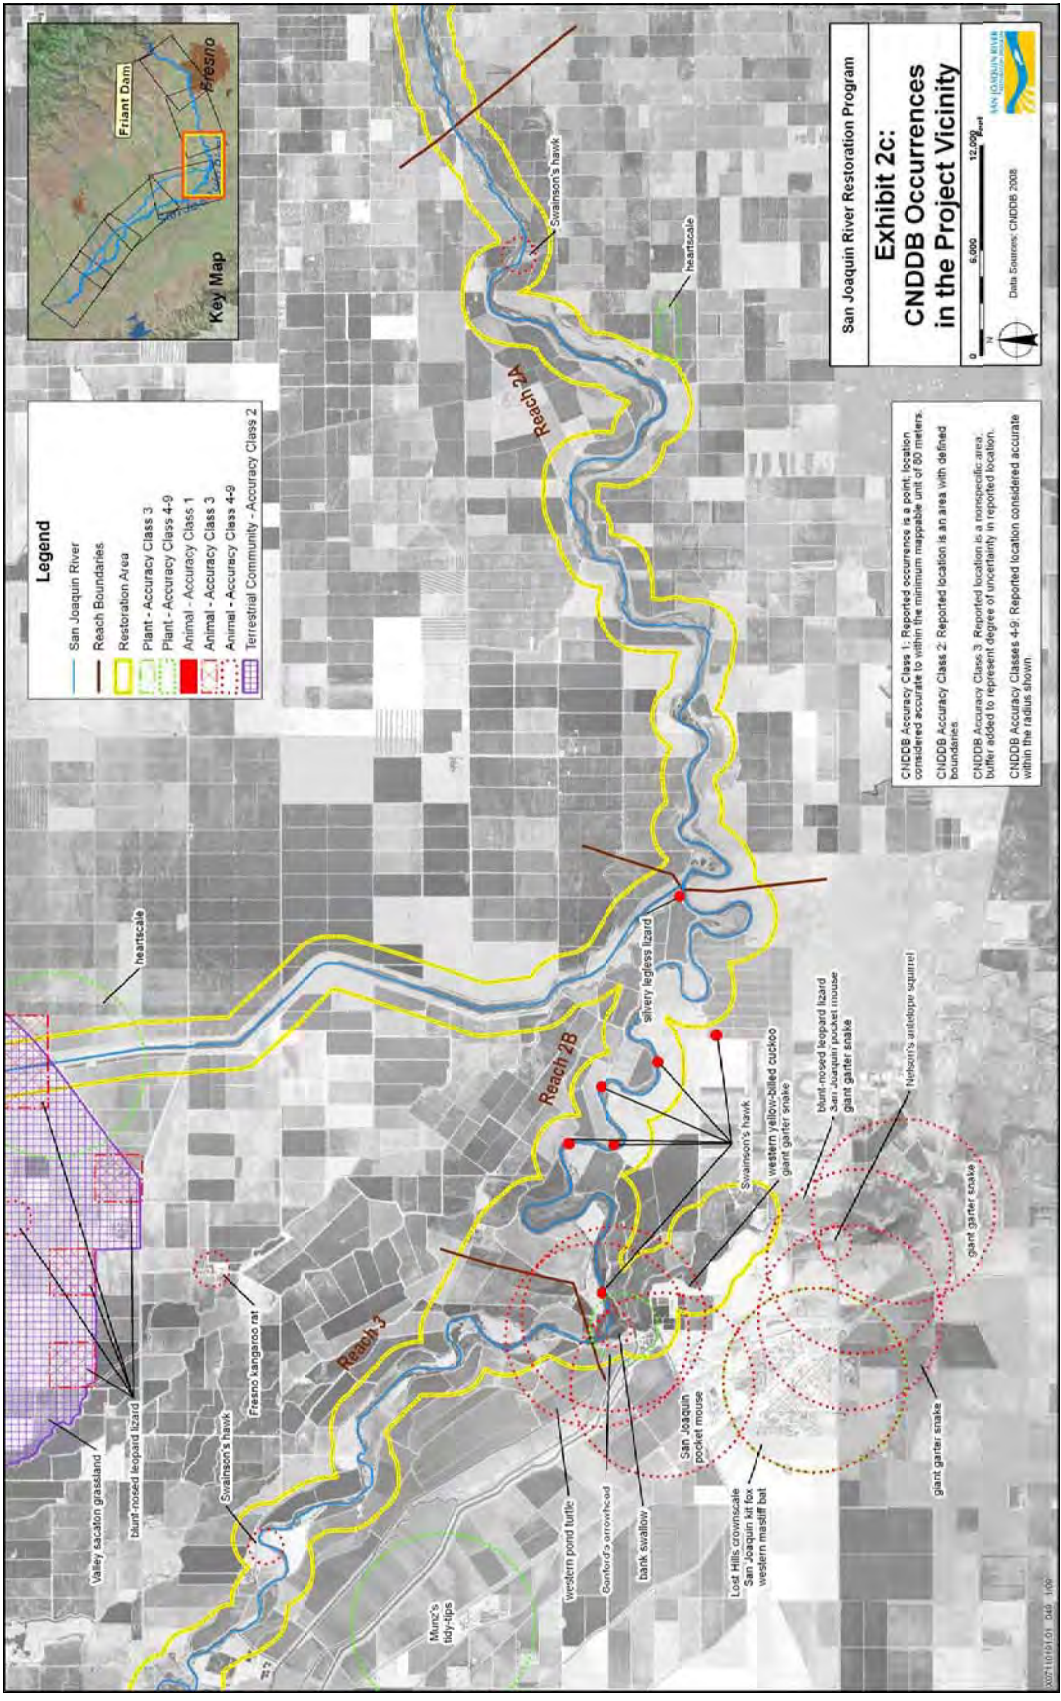 San Joaquin River Restoration Program
Exhibit 2c:
CNDDB Occurrences
in the Project Vicinity
0
6,000
12,000
Feet
N
Data Sources: CNDDB 2008
SAN JOAQUIN RIVER
Key Map
Friant Dam
Fresno
Legend
San Joaquin River
Reach Boundaries
Restoration Area
Plant - Accuracy Class 3
Plant - Accuracy Class 4-9
Animal - Accuracy Class 1
Animal - Accuracy Class 3
Animal - Accuracy Class 4-9
Terrestrial Community - Accuracy Class 2
CNDDB Accuracy Class 1: Reported occurrence is a point; location
considered accurate to within the minimum mappable unit of 80 meters.
CNDDB Accuracy Class 2: Reported location is an area with defined
boundaries.
CNDDB Accuracy Class 3: Reported location is a nonspecific area;
buffer added to represent degree of uncertainty in reported location.
CNDDB Accuracy Classes 4-9: Reported location considered accurate
within the radius shown.
Valley sacaton grassland
blunt-nosed leopard lizard
heartscale
Fresno kangaroo rat
Swainson's hawk
Reach 3
Reach 2B
Reach 2A
Swainson's hawk
heartscale
silvery legless lizard
Swainson's hawk
western yellow-billed cuckoo
giant garter snake
blunt-nosed leopard lizard
San Joaquin pocket mouse
giant garter snake
Nelson's antelope squirrel
giant garter snake
giant garter snake
Munz's
tidy-tips
western pond turtle
Sanford's arrowhead
bank swallow
San Joaquin
pocket mouse
Lost Hills crownscale
San Joaquin kit fox
western mastiff bat